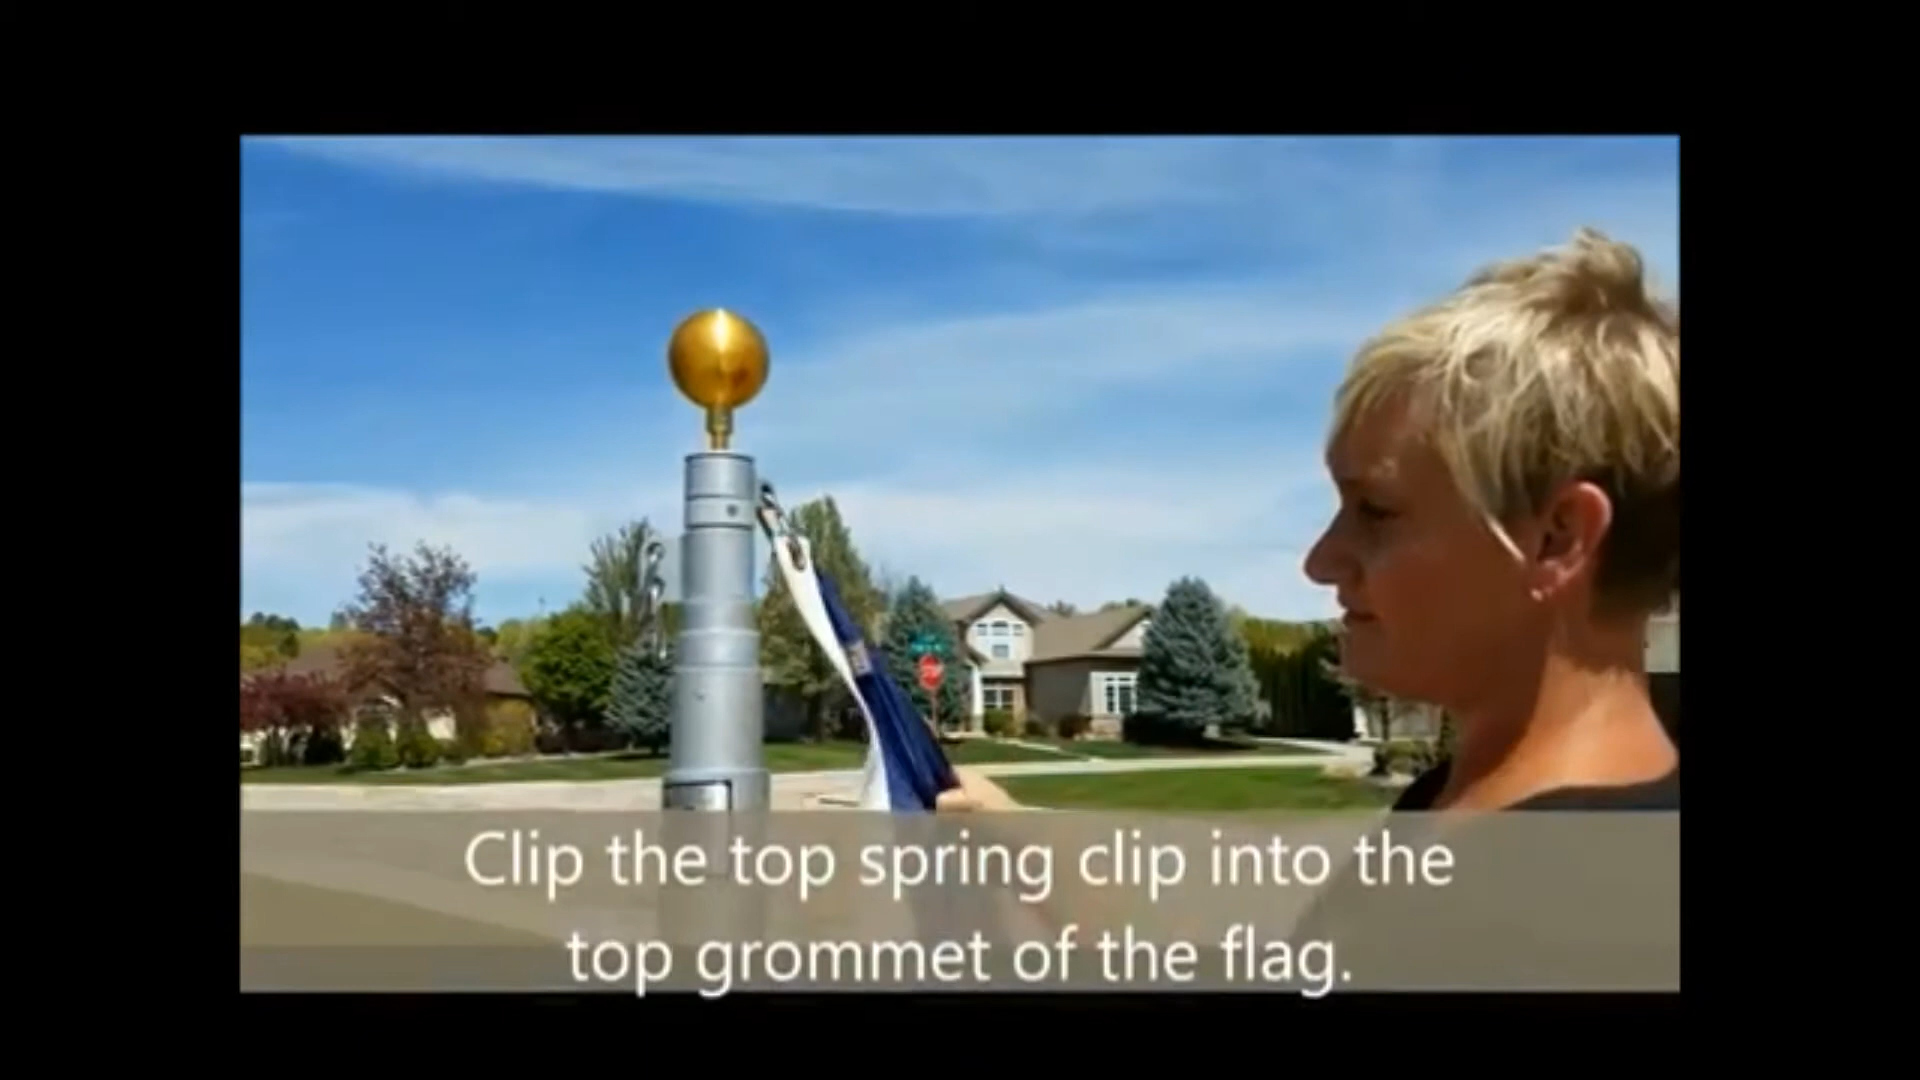 Clip the top spring clip into the
top grommet of the flag.